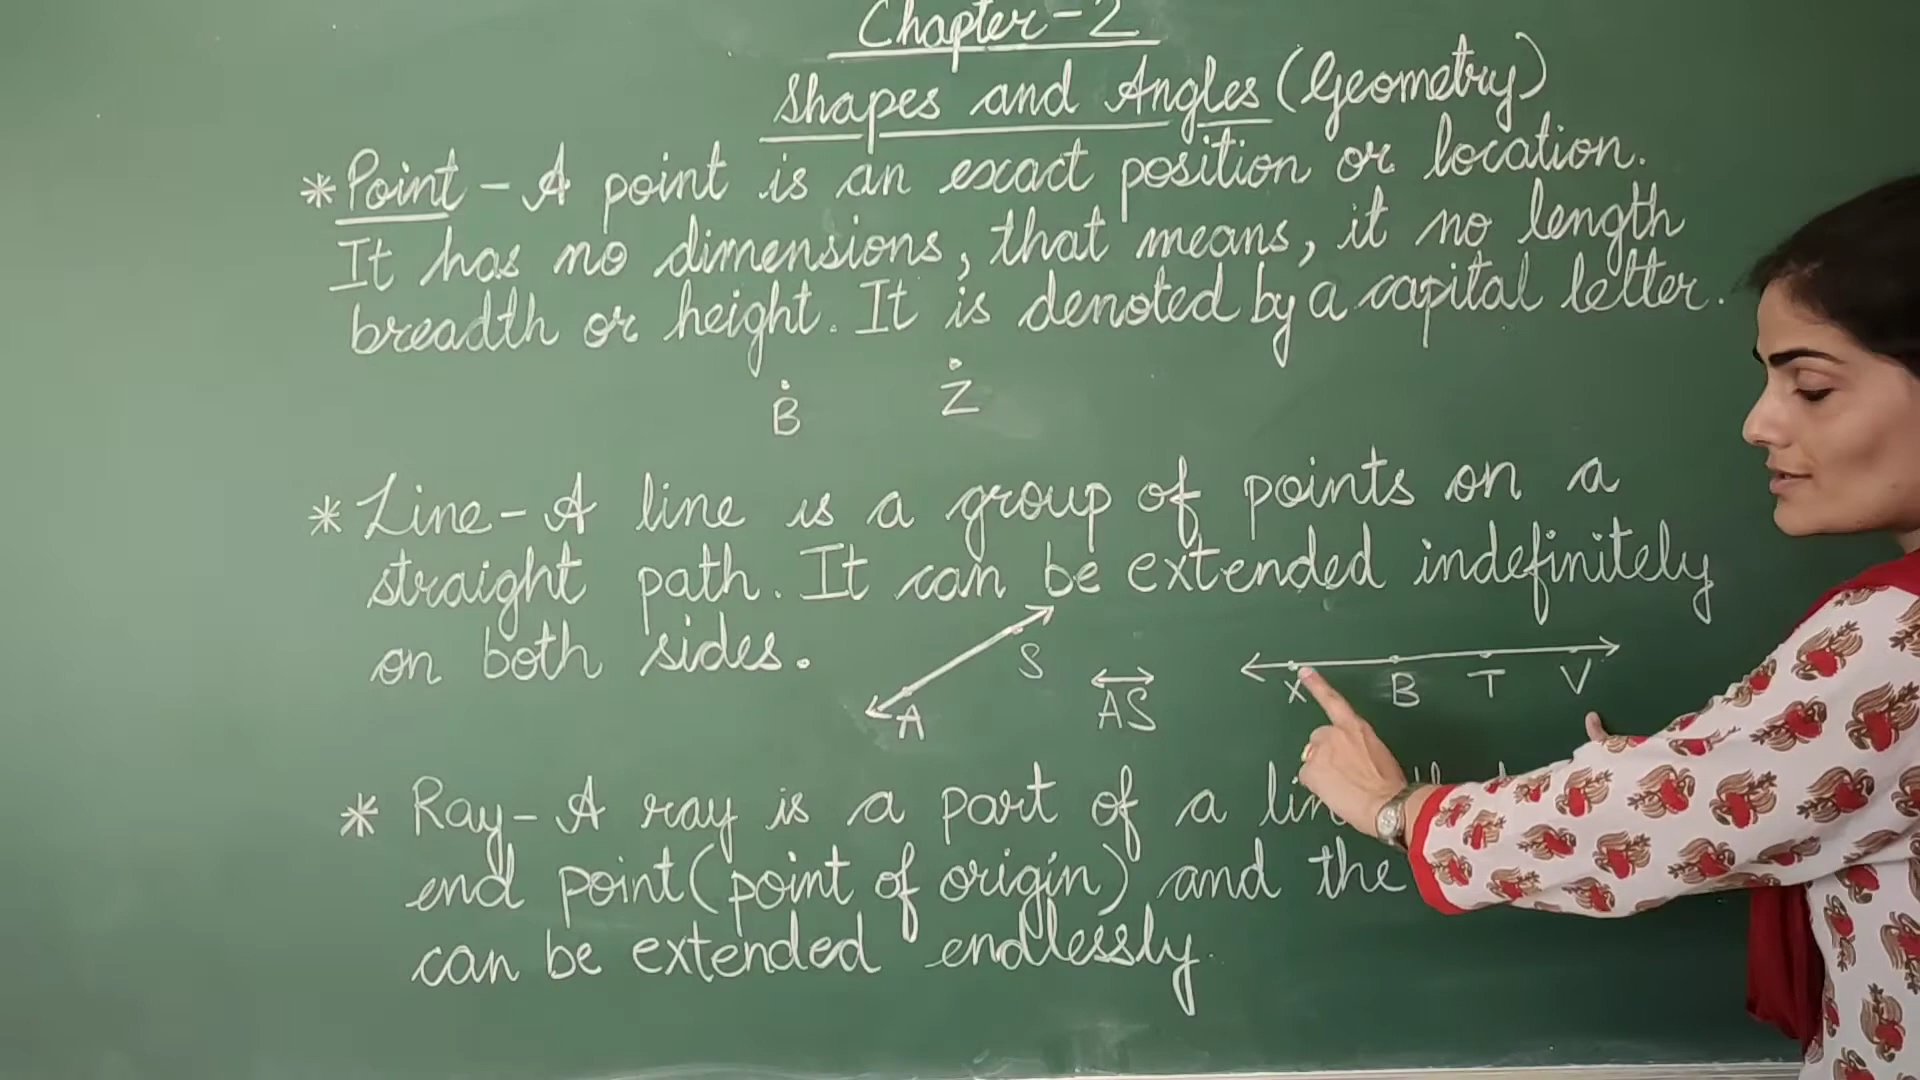 Chapter-2
Shapes and Angles (Geometry)
* Point - A point is an exact position or location.
It has no dimensions, that means, it no length
breadth or height. It is denoted by a capital letter.
B Z
* Line - A line is a group of points on a
straight path. It can be extended indefinitely
on both sides.
A S AS X B T V
* Ray - A ray is a part of a
end point (point of origin) and the
can be extended endlessly.